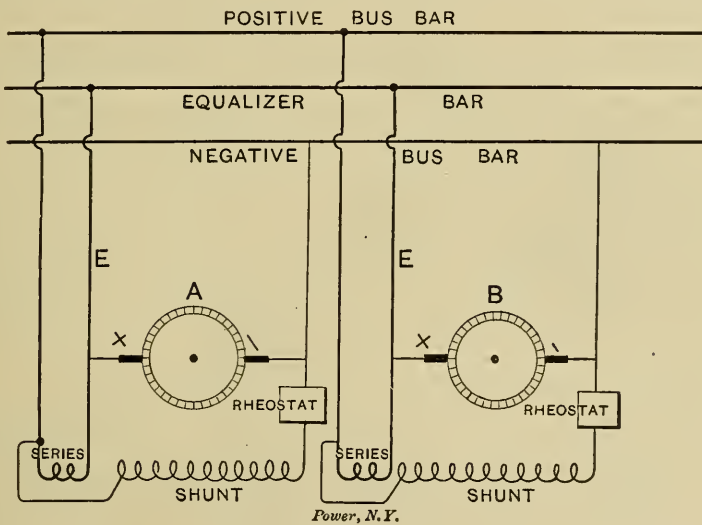 POSITIVE BUS BAR
EQUALIZER BAR
NEGATIVE BUS BAR
E
E
A
B
+
-
+
-
RHEOSTAT
RHEOSTAT
SERIES
SERIES
SHUNT
SHUNT
Power, N.Y.